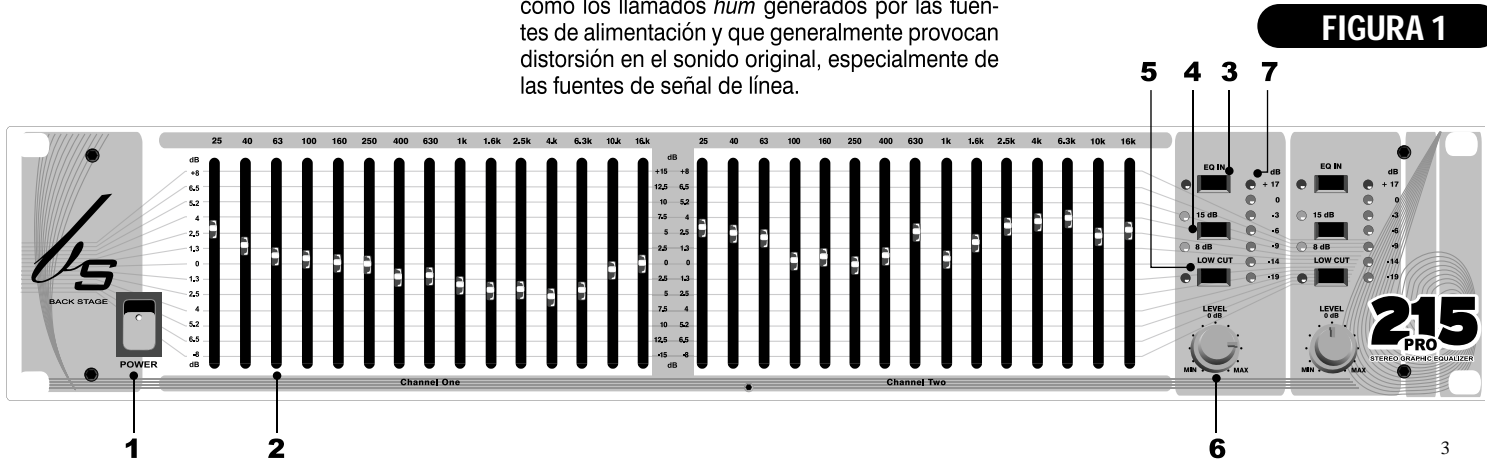 como los llamados hum generados por las fuen-
tes de alimentación y que generalmente provocan
distorsión en el sonido original, especialmente de
las fuentes de señal de línea.
FIGURA 1
5 4 3 7
25 40 63 100 160 250 400 630 1k 1.6k 2.5k 4.k 6.3k 10.k 16.k
25 40 63 100 160 250 400 630 1k 1.6k 2.5k 4k 6.3k 10k 16k
dB
+8
6,5
5,2
4
2,5
1,3
0
1,3
2,5
4
5,2
6,5
-8
dB
dB
+15 +8
12,5 6,5
10 5,2
7,5 4
5 2,5
2,5 1,3
0 0
2,5 1,3
5 2,5
7,5 4
10 5,2
12,5 6,5
-15 -8
dB
bS
BACK STAGE
POWER
Channel One
Channel Two
EQ IN
15 dB
8 dB
LOW CUT
LEVEL
0 dB
MIN MAX
dB
+ 17
0
-3
-6
-9
-14
-19
EQ IN
15 dB
8 dB
LOW CUT
LEVEL
0 dB
MIN MAX
dB
+ 17
0
-3
-6
-9
-14
-19
215
PRO
STEREO GRAPHIC EQUALIZER
1 2 6
3